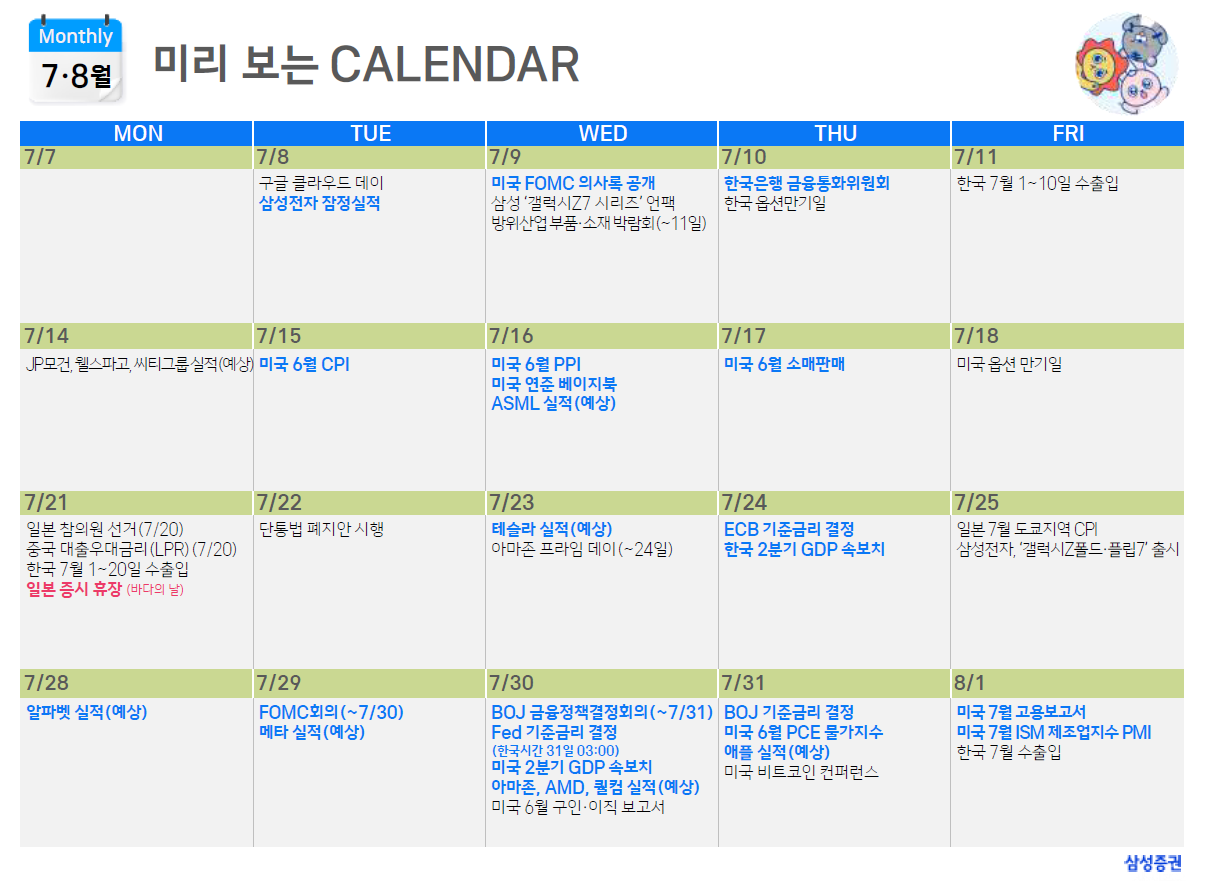 Monthly
7·8월
미리 보는 CALENDAR
MON TUE WED THU FRI
7/7 7/8 7/9 7/10 7/11
구글 클라우드 데이
삼성전자 잠정실적
미국 FOMC 의사록 공개
삼성 ‘갤럭시Z7 시리즈’ 언팩
방위산업 부품·소재 박람회(~11일)
한국은행 금융통화위원회
한국 옵션만기일
한국 7월 1~10일 수출입
7/14 7/15 7/16 7/17 7/18
JP모건, 웰스파고, 씨티그룹 실적(예상)
미국 6월 CPI
미국 6월 PPI
미국 연준 베이지북
ASML 실적(예상)
미국 6월 소매판매
미국 옵션 만기일
7/21 7/22 7/23 7/24 7/25
일본 참의원 선거(7/20)
중국 대출우대금리(LPR) (7/20)
한국 7월 1~20일 수출입
일본 증시 휴장 (바다의 날)
단통법 폐지안 시행
테슬라 실적(예상)
아마존 프라임 데이(~24일)
ECB 기준금리 결정
한국 2분기 GDP 속보치
일본 7월 도쿄지역 CPI
삼성전자, ‘갤럭시Z폴드·플립7’ 출시
7/28 7/29 7/30 7/31 8/1
알파벳 실적(예상)
FOMC회의(~7/30)
메타 실적(예상)
BOJ 금융정책결정회의(~7/31)
Fed 기준금리 결정
(한국시간 31일 03:00)
미국 2분기 GDP 속보치
아마존, AMD, 퀄컴 실적(예상)
미국 6월 구인·이직 보고서
BOJ 기준금리 결정
미국 6월 PCE 물가지수
애플 실적(예상)
미국 비트코인 컨퍼런스
미국 7월 고용보고서
미국 7월 ISM 제조업지수 PMI
한국 7월 수출입
삼성증권